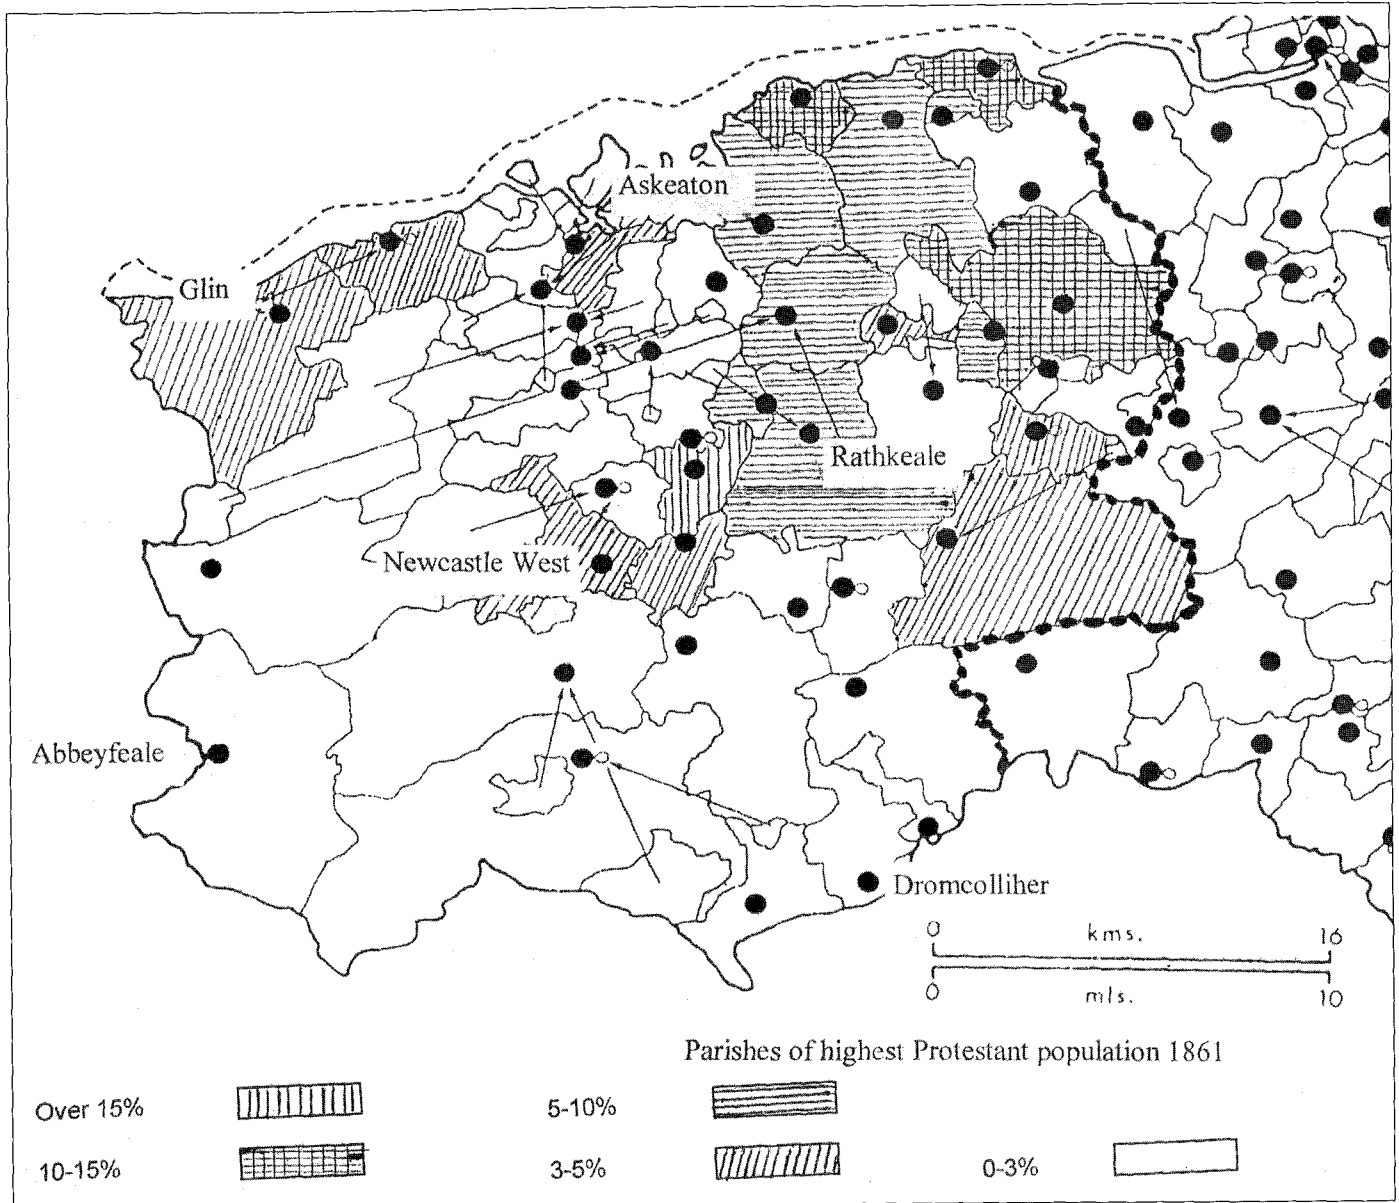 Askeaton
Glin
Rathkeale
Newcastle West
Abbeyfeale
Dromcolliher
0 kms. 16
0 mls. 10
Parishes of highest Protestant population 1861
Over 15% 5-10%
10-15% 3-5% 0-3%